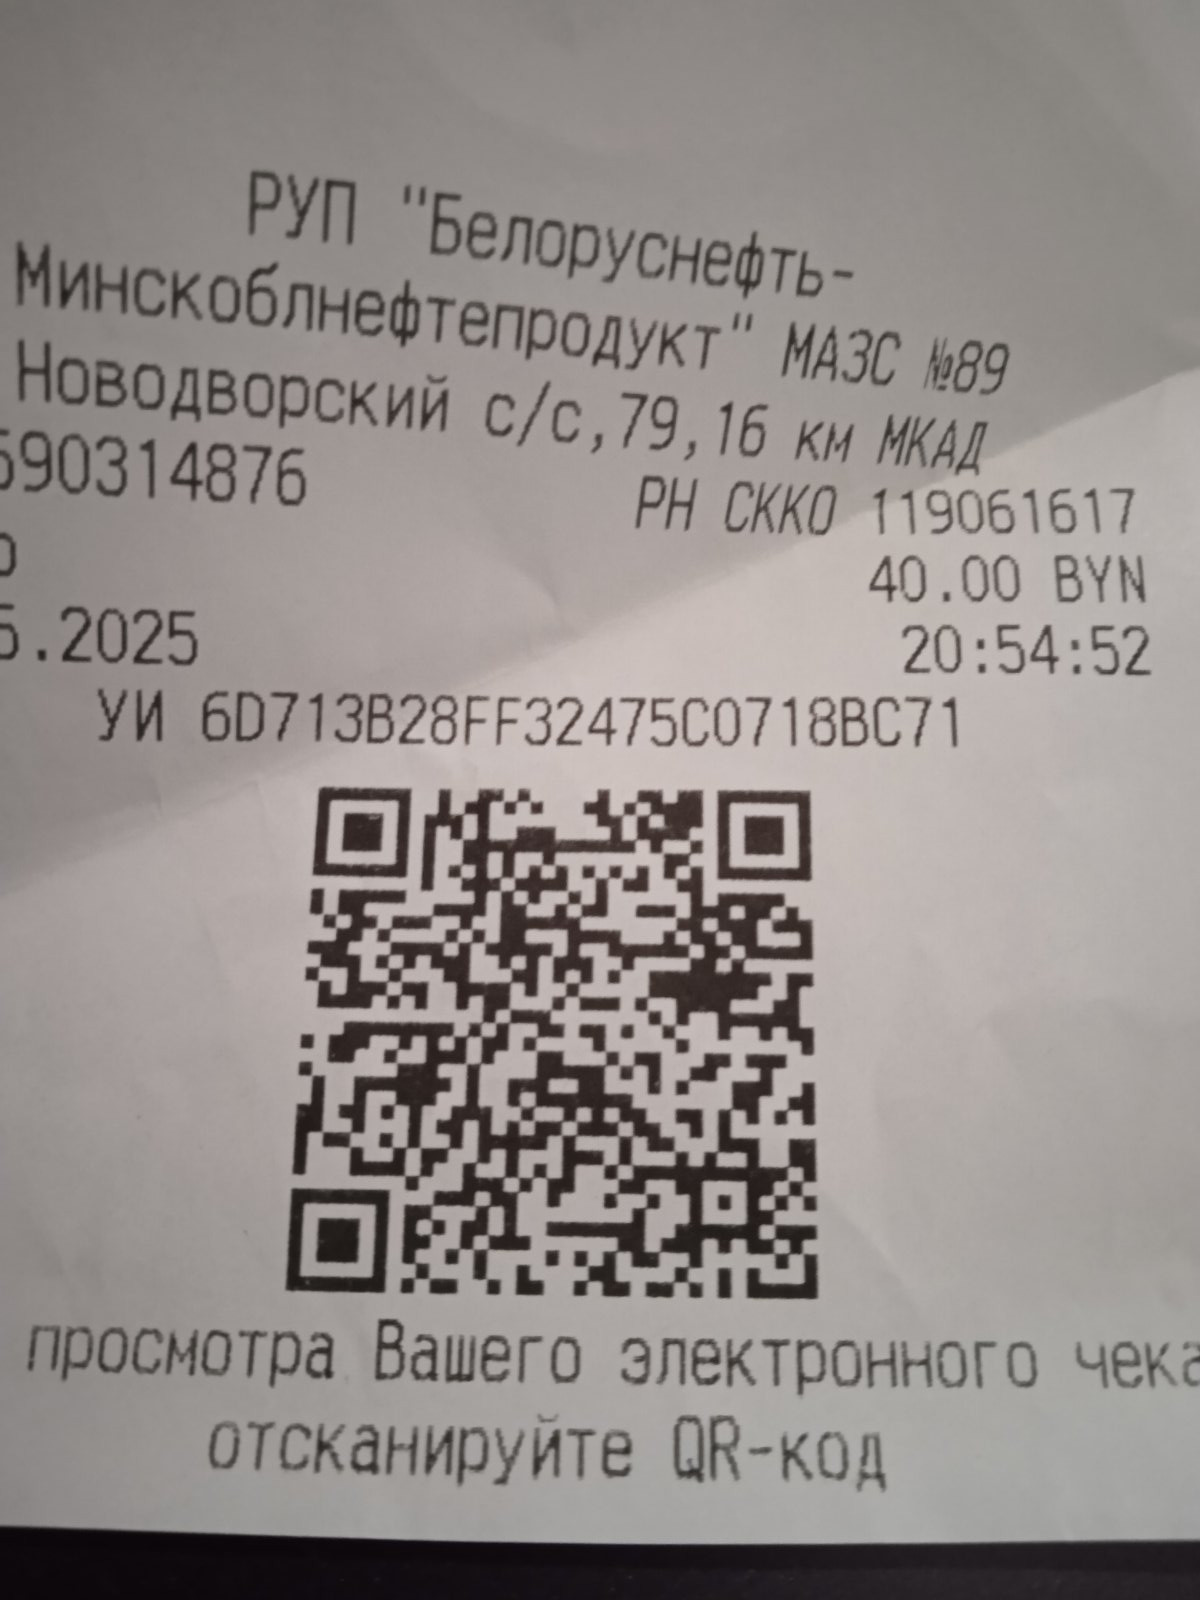 РУП "Белоруснефть-
Минскоблнефтепродукт" МАЗС №89
Новодворский с/с,79,16 км МКАД
590314876 РН СККО 119061617
40.00 BYN
5.2025 20:54:52
УИ 6D713B28FF32475C0718BC71
просмотра Вашего электронного чека
отсканируйте QR-код